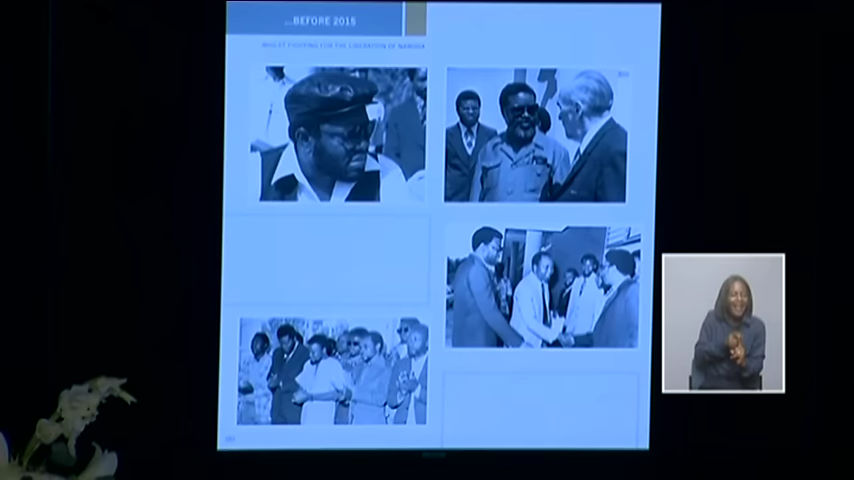 ...BEFORE 2015
WHILST FIGHTING FOR THE LIBERATION OF NAMIBIA